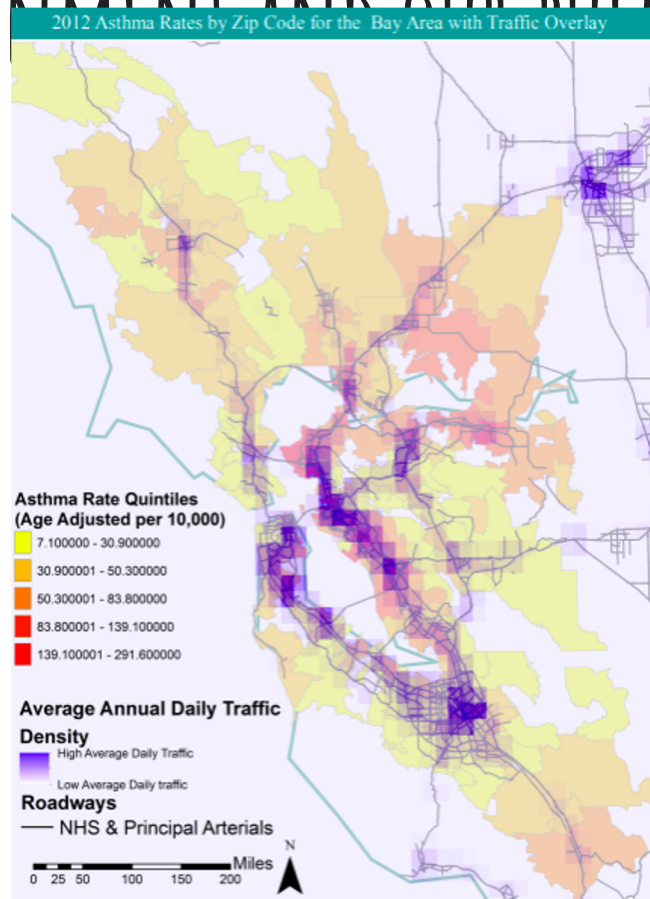 2012 Asthma Rates by Zip Code for the Bay Area with Traffic Overlay
Asthma Rate Quintiles
(Age Adjusted per 10,000)
7.100000 - 30.900000
30.900001 - 50.300000
50.300001 - 83.800000
83.800001 - 139.100000
139.100001 - 291.600000
Average Annual Daily Traffic
Density
High Average Daily Traffic
Low Average Daily traffic
Roadways
NHS & Principal Arterials
N
Miles
0 25 50 100 150 200